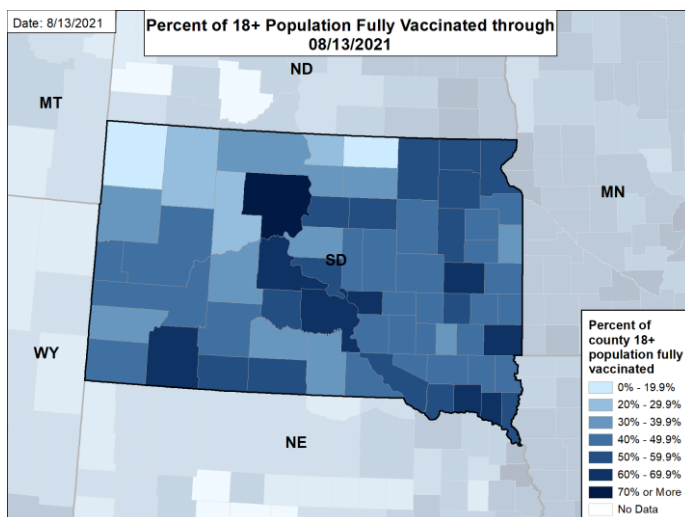 Date: 8/13/2021
Percent of 18+ Population Fully Vaccinated through
08/13/2021
ND
MT
MN
SD
WY
NE
Percent of
county 18+
population fully
vaccinated
0% - 19.9%
20% - 29.9%
30% - 39.9%
40% - 49.9%
50% - 59.9%
60% - 69.9%
70% or More
No Data